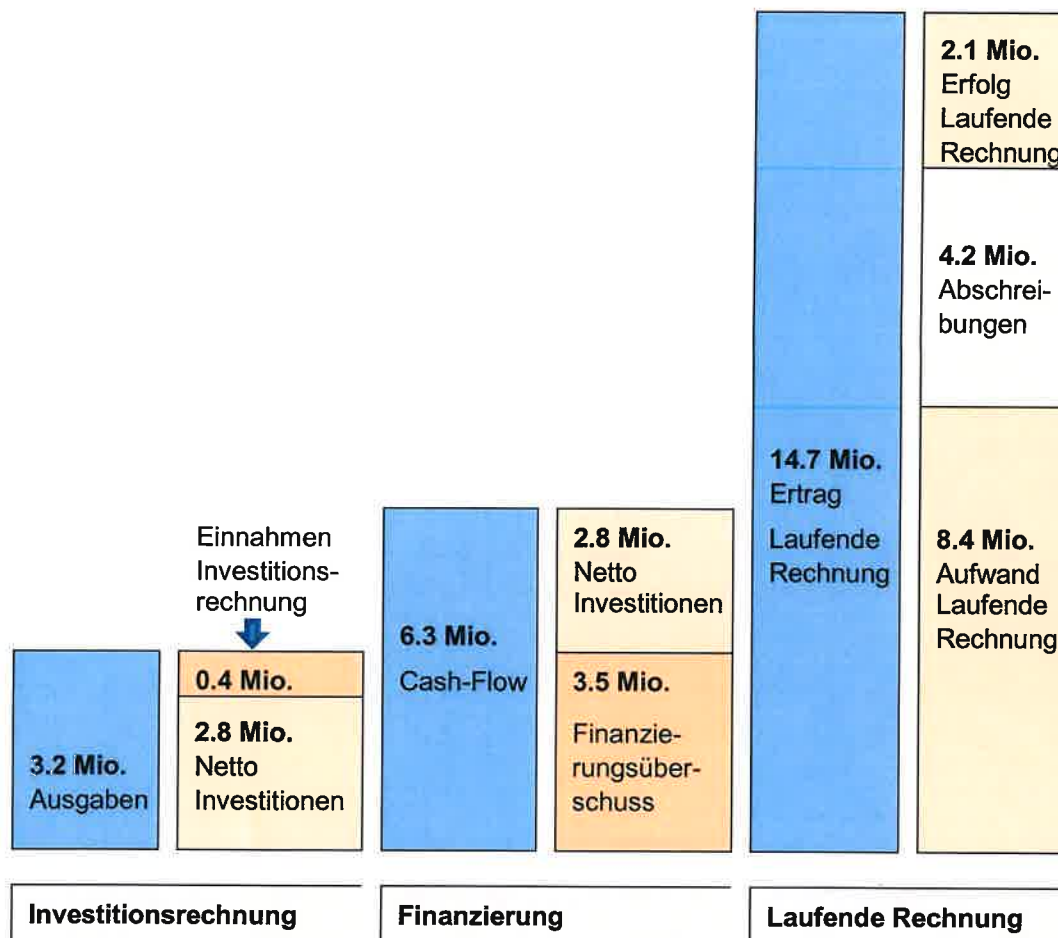 Einnahmen
Investitions-
rechnung
3.2 Mio.
Ausgaben
0.4 Mio.
2.8 Mio.
Netto
Investitionen
Investitionsrechnung
6.3 Mio.
Cash-Flow
2.8 Mio.
Netto
Investitionen
3.5 Mio.
Finanzie-
rungsüber-
schuss
Finanzierung
14.7 Mio.
Ertrag
Laufende
Rechnung
2.1 Mio.
Erfolg
Laufende
Rechnung
4.2 Mio.
Abschrei-
bungen
8.4 Mio.
Aufwand
Laufende
Rechnung
Laufende Rechnung